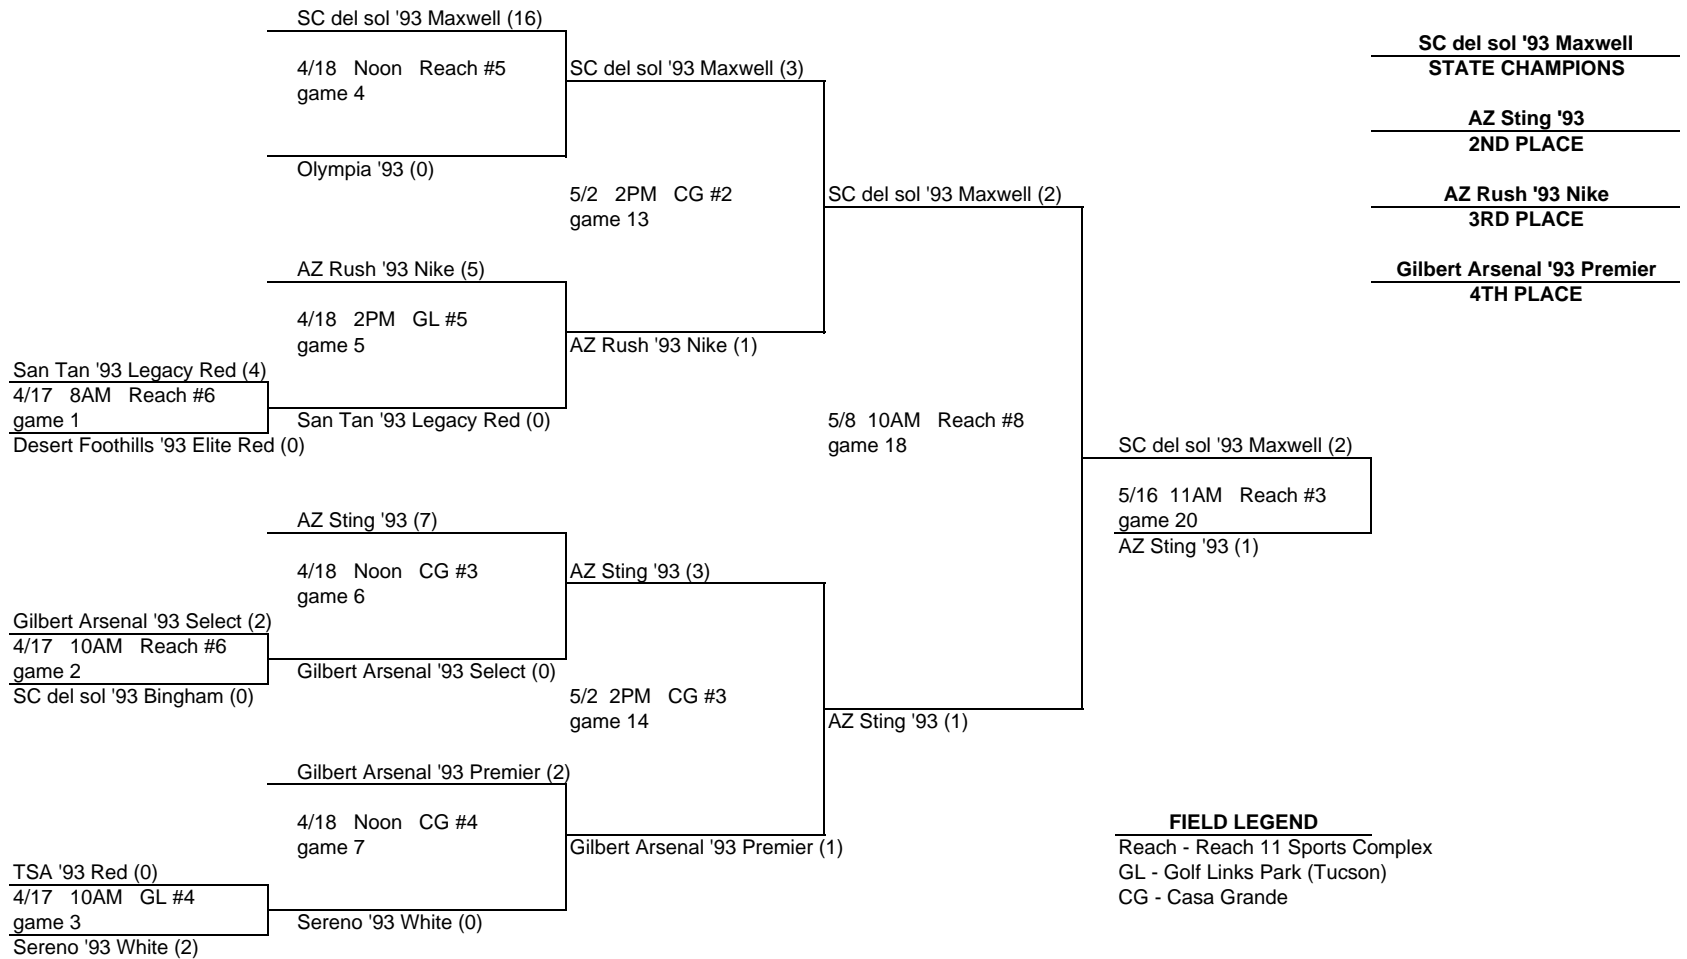 SC del sol '93 Maxwell (16)
4/18 Noon Reach #5
game 4
Olympia '93 (0)
AZ Rush '93 Nike (5)
4/18 2PM GL #5
game 5
San Tan '93 Legacy Red (4)
4/17 8AM Reach #6
game 1
Desert Foothills '93 Elite Red (0)
San Tan '93 Legacy Red (0)
AZ Sting '93 (7)
4/18 Noon CG #3
game 6
Gilbert Arsenal '93 Select (2)
4/17 10AM Reach #6
game 2
SC del sol '93 Bingham (0)
Gilbert Arsenal '93 Select (0)
Gilbert Arsenal '93 Premier (2)
4/18 Noon CG #4
game 7
TSA '93 Red (0)
4/17 10AM GL #4
game 3
Sereno '93 White (2)
Sereno '93 White (0)
SC del sol '93 Maxwell (3)
5/2 2PM CG #2
game 13
AZ Rush '93 Nike (1)
AZ Sting '93 (3)
5/2 2PM CG #3
game 14
Gilbert Arsenal '93 Premier (1)
SC del sol '93 Maxwell (2)
5/8 10AM Reach #8
game 18
AZ Sting '93 (1)
SC del sol '93 Maxwell (2)
5/16 11AM Reach #3
game 20
AZ Sting '93 (1)
SC del sol '93 Maxwell
STATE CHAMPIONS
AZ Sting '93
2ND PLACE
AZ Rush '93 Nike
3RD PLACE
Gilbert Arsenal '93 Premier
4TH PLACE
FIELD LEGEND
Reach - Reach 11 Sports Complex
GL - Golf Links Park (Tucson)
CG - Casa Grande